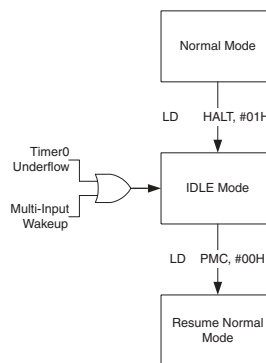 Normal Mode
LD HALT, #01H
Timer0
Underflow
Multi-Input
Wakeup
IDLE Mode
LD PMC, #00H
Resume Normal
Mode